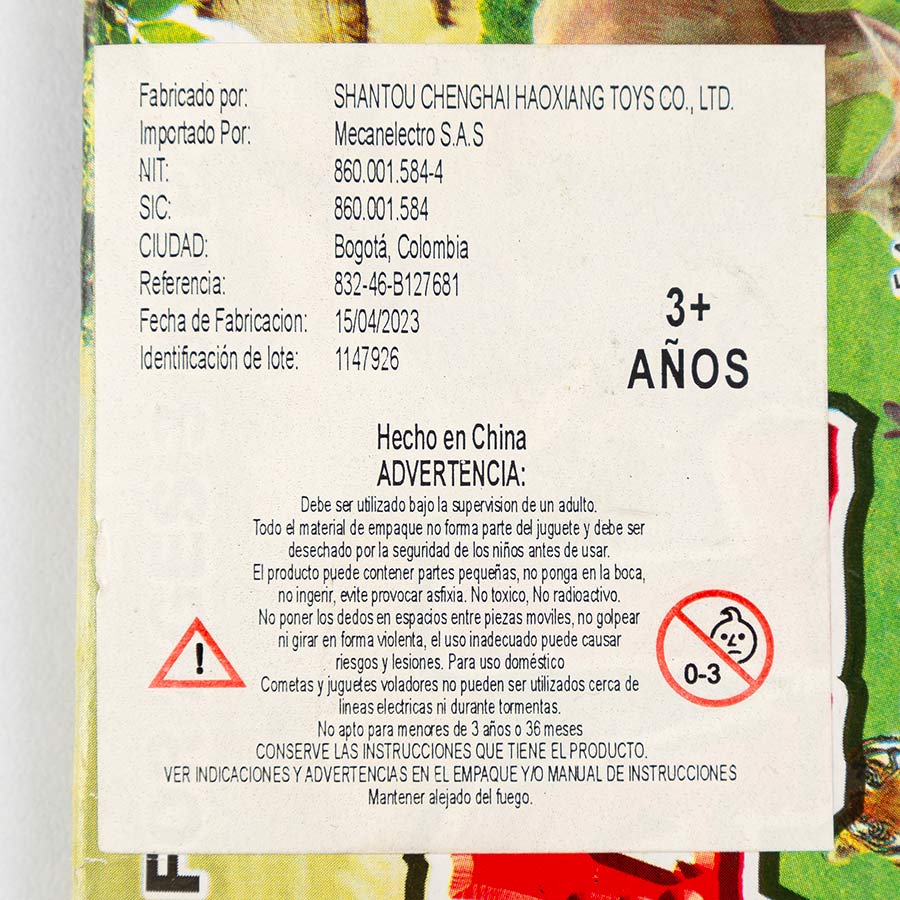 Fabricado por: SHANTOU CHENGHAI HAOXIANG TOYS CO., LTD.
Importado Por: Mecanelectro S.A.S
NIT: 860.001.584-4
SIC: 860.001.584
CIUDAD: Bogotá, Colombia
Referencia: 832-46-B127681
Fecha de Fabricacion: 15/04/2023
Identificación de lote: 1147926
3+
AÑOS
Hecho en China
ADVERTENCIA:
Debe ser utilizado bajo la supervision de un adulto.
Todo el material de empaque no forma parte del juguete y debe ser
desechado por la seguridad de los niños antes de usar.
El producto puede contener partes pequeñas, no ponga en la boca,
no ingerir, evite provocar asfixia. No toxico, No radioactivo.
No poner los dedos en espacios entre piezas moviles, no golpear
ni girar en forma violenta, el uso inadecuado puede causar
riesgos y lesiones. Para uso doméstico
Cometas y juguetes voladores no pueden ser utilizados cerca de
lineas electricas ni durante tormentas.
No apto para menores de 3 años o 36 meses
CONSERVE LAS INSTRUCCIONES QUE TIENE EL PRODUCTO.
VER INDICACIONES Y ADVERTENCIAS EN EL EMPAQUE Y/O MANUAL DE INSTRUCCIONES
Mantener alejado del fuego.
!
0-3